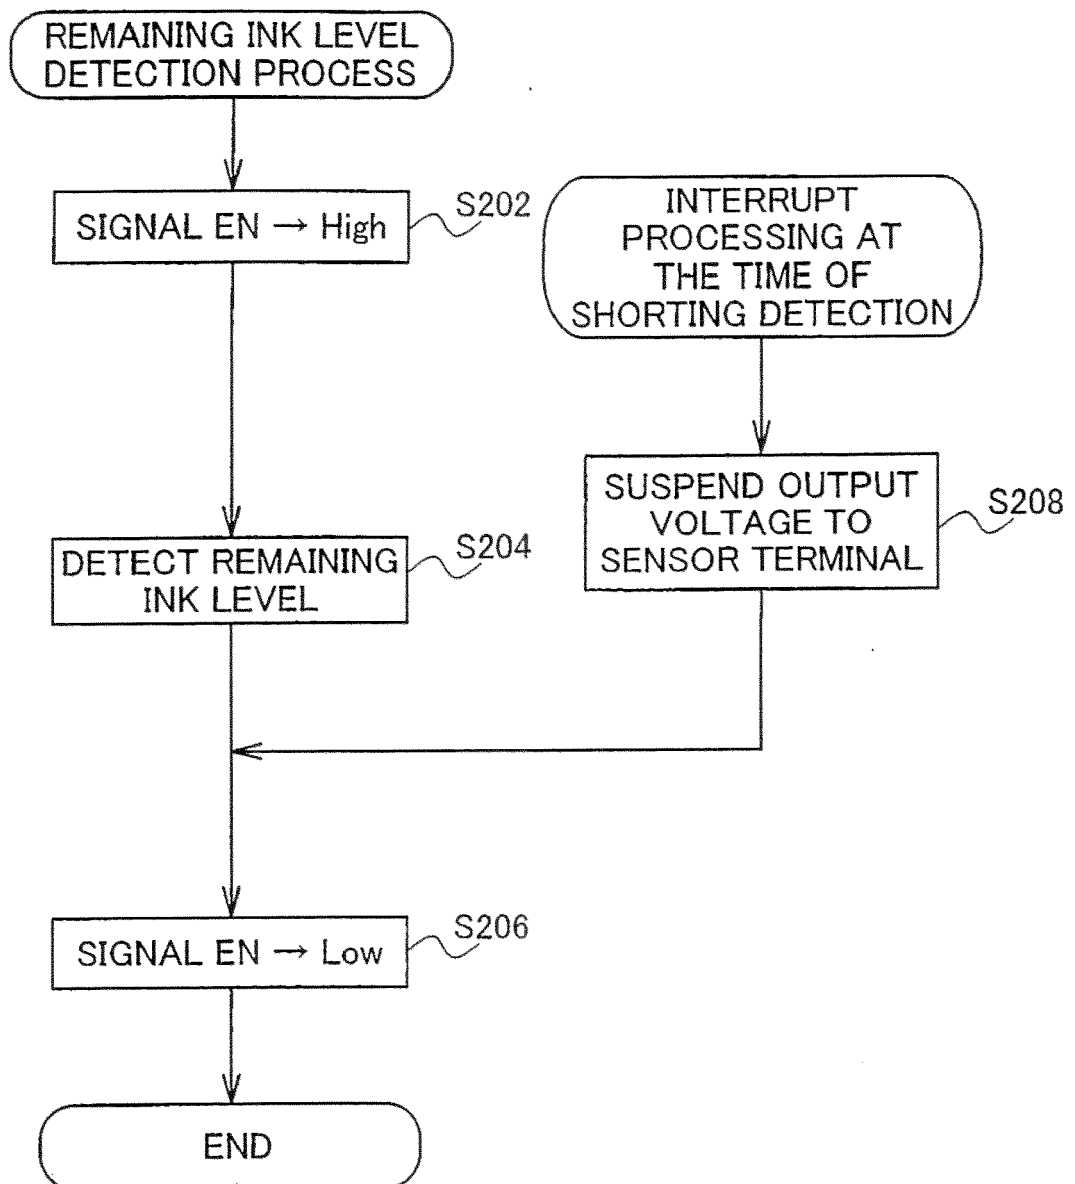 REMAINING INK LEVEL
DETECTION PROCESS
SIGNAL EN → High
S202
INTERRUPT
PROCESSING AT
THE TIME OF
SHORTING DETECTION
SUSPEND OUTPUT
VOLTAGE TO
SENSOR TERMINAL
S208
DETECT REMAINING
INK LEVEL
S204
SIGNAL EN → Low
S206
END